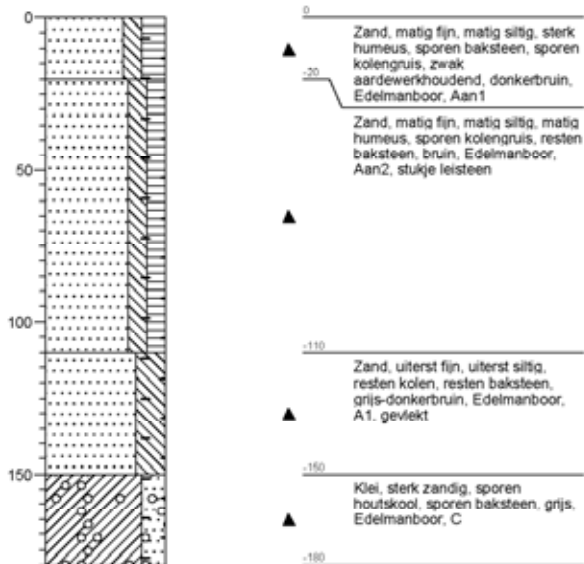 0
50
100
150
0
Zand, matig fijn, matig siltig, sterk
humeus, sporen baksteen, sporen
kolengruis, zwak
aardewerkhoudend, donkerbruin,
Edelmanboor, Aan1
-20
Zand, matig fijn, matig siltig, matig
humeus, sporen kolengruis, resten
baksteen, bruin, Edelmanboor,
Aan2, stukje leisteen
-110
Zand, uiterst fijn, uiterst siltig,
resten kolen, resten baksteen,
grijs-donkerbruin, Edelmanboor,
A1, gevlekt
-150
Klei, sterk zandig, sporen
houtskool, sporen baksteen, grijs,
Edelmanboor, C
-180